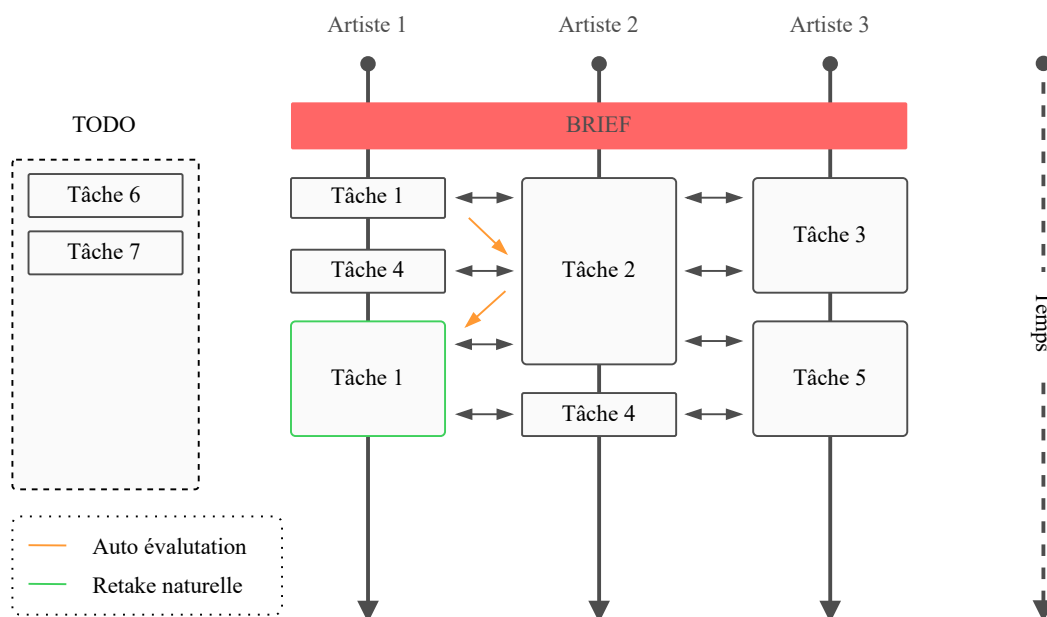 Artiste 1
Artiste 2
Artiste 3
TODO
BRIEF
Tâche 6
Tâche 7
Tâche 1
Tâche 4
Tâche 1
Tâche 2
Tâche 4
Tâche 3
Tâche 5
Temps
Auto évalutation
Retake naturelle